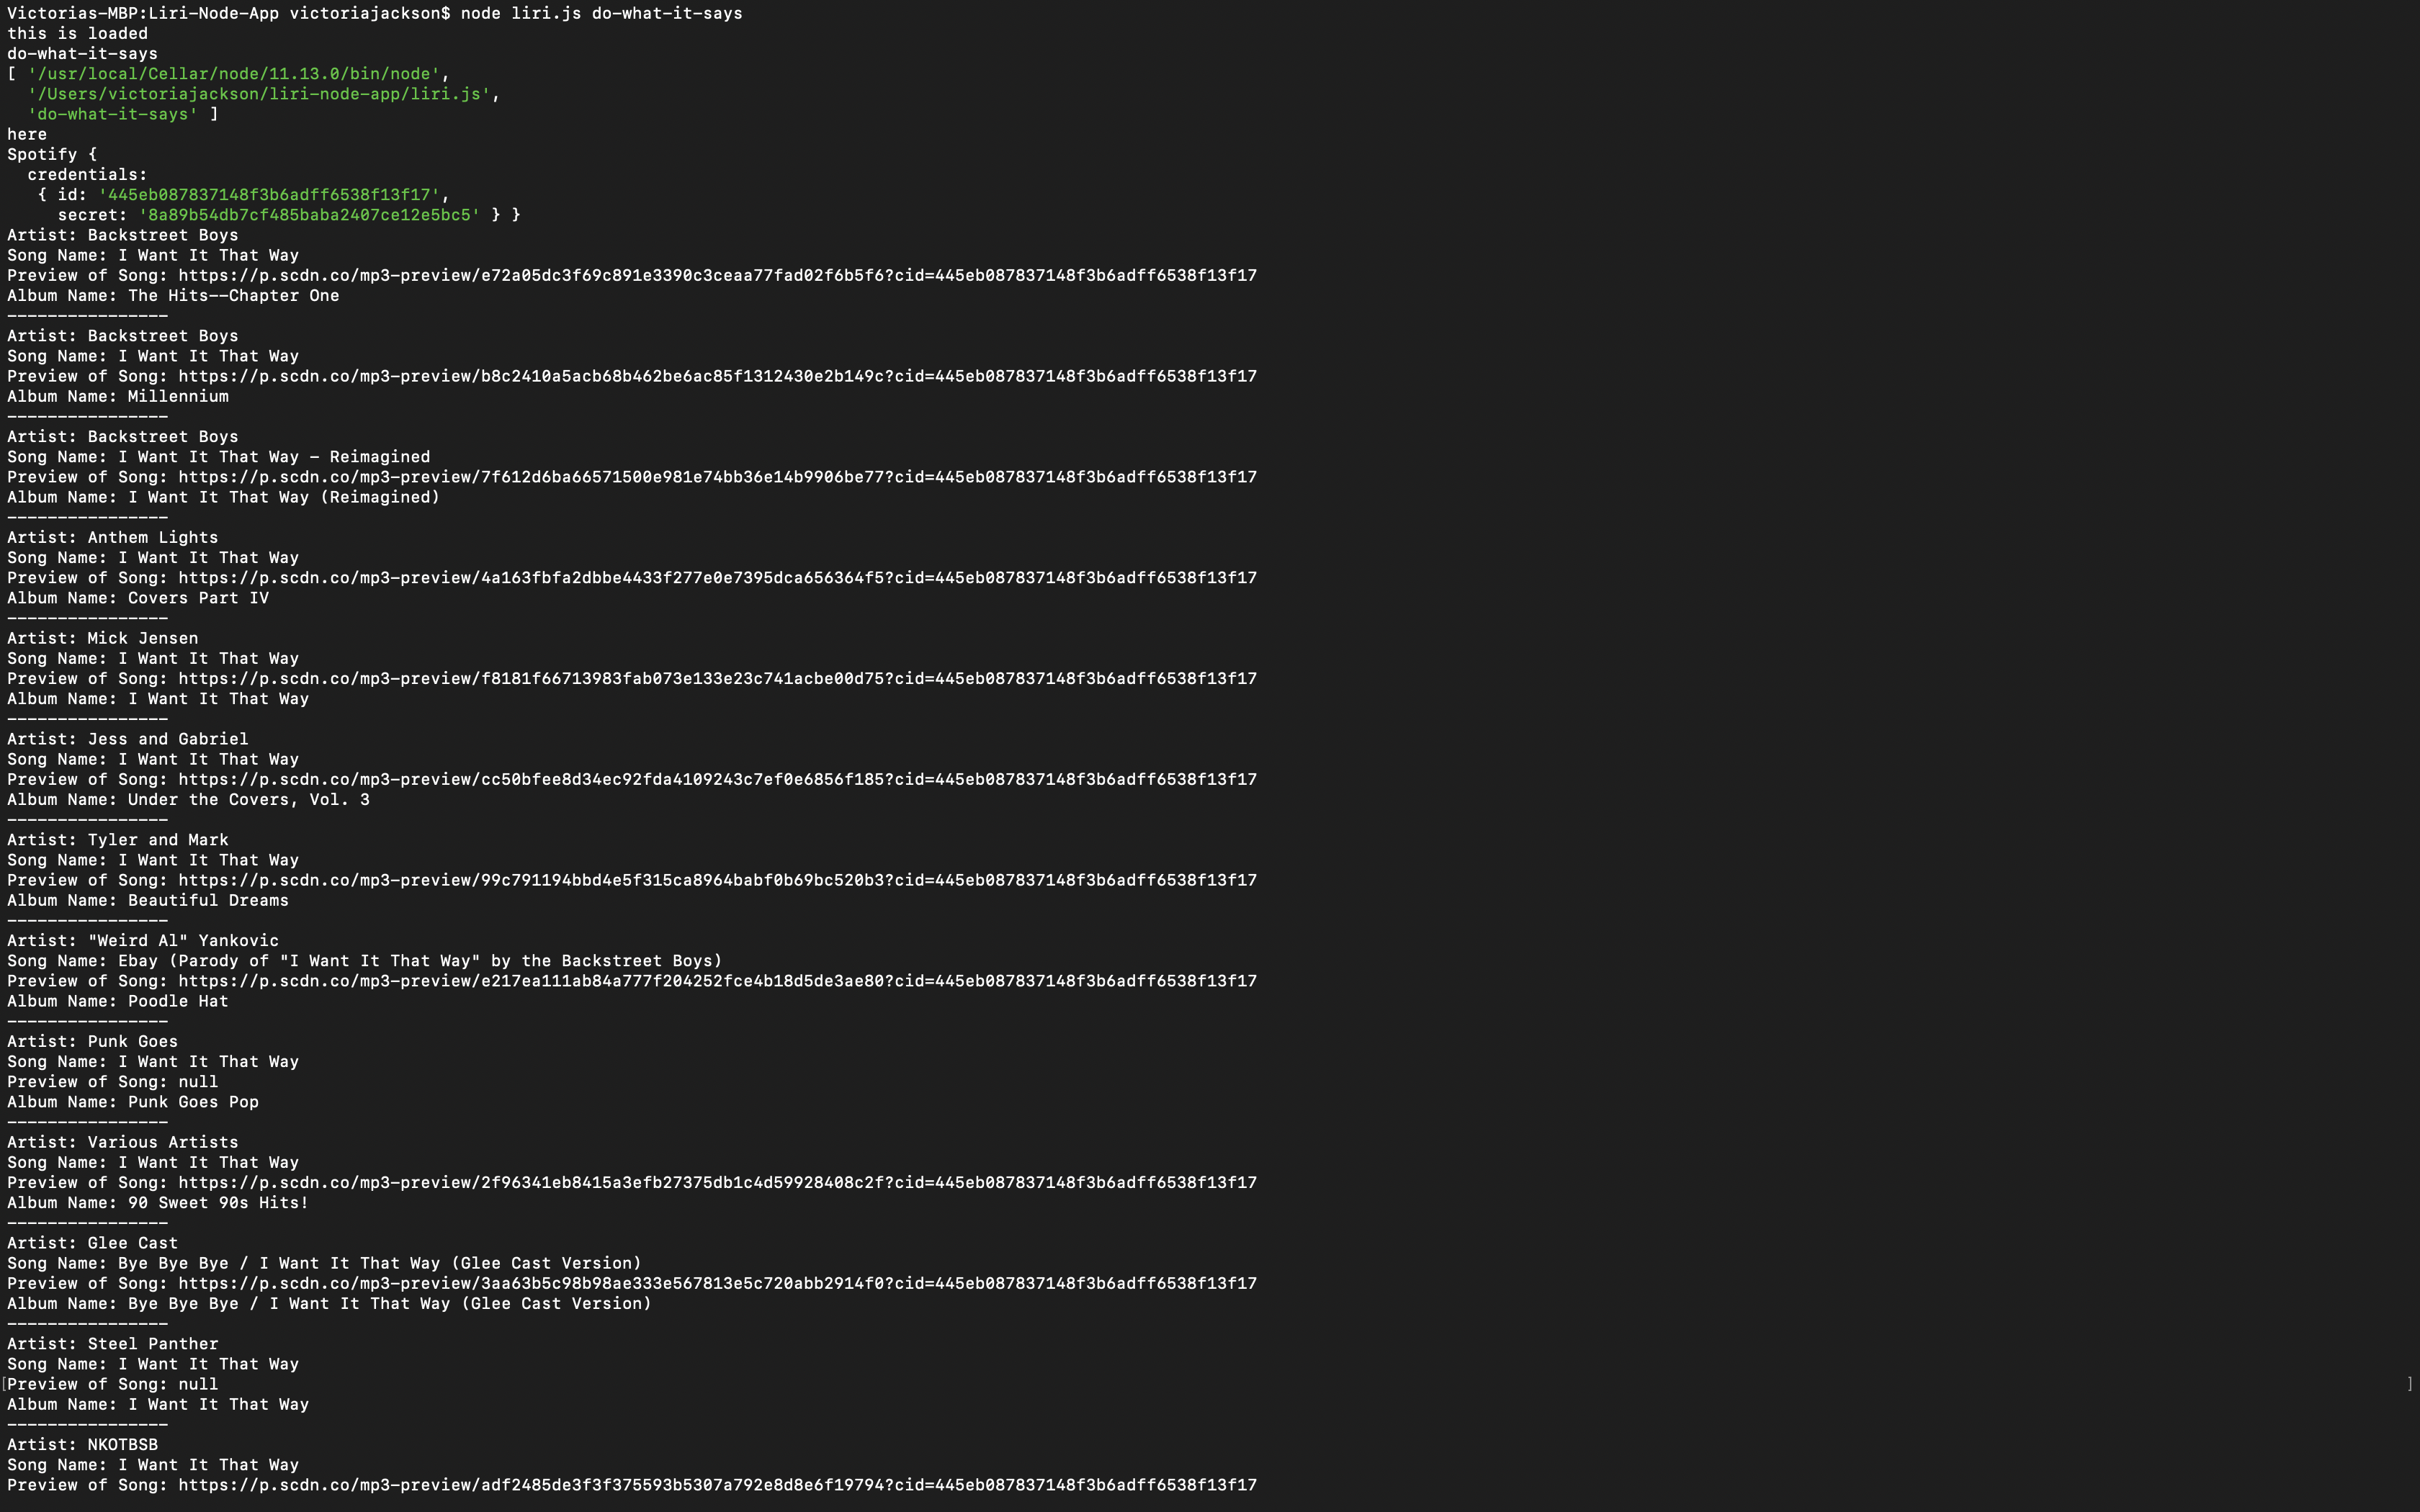 Victorias-MBP:Liri-Node-App victoriajackson$ node liri.js do-what-it-says
this is loaded
do-what-it-says
[ '/usr/local/Cellar/node/11.13.0/bin/node',
  '/Users/victoriajackson/liri-node-app/liri.js',
  'do-what-it-says' ]
here
Spotify {
  credentials:
   { id: '445eb087837148f3b6adff6538f13f17',
     secret: '8a89b54db7cf485baba2407ce12e5bc5' } }
Artist: Backstreet Boys
Song Name: I Want It That Way
Preview of Song: https://p.scdn.co/mp3-preview/e72a05dc3f69c891e3390c3ceaa77fad02f6b5f6?cid=445eb087837148f3b6adff6538f13f17
Album Name: The Hits--Chapter One
----------------
Artist: Backstreet Boys
Song Name: I Want It That Way
Preview of Song: https://p.scdn.co/mp3-preview/b8c2410a5acb68b462be6ac85f1312430e2b149c?cid=445eb087837148f3b6adff6538f13f17
Album Name: Millennium
----------------
Artist: Backstreet Boys
Song Name: I Want It That Way - Reimagined
Preview of Song: https://p.scdn.co/mp3-preview/7f612d6ba66571500e981e74bb36e14b9906be77?cid=445eb087837148f3b6adff6538f13f17
Album Name: I Want It That Way (Reimagined)
----------------
Artist: Anthem Lights
Song Name: I Want It That Way
Preview of Song: https://p.scdn.co/mp3-preview/4a163fbfa2dbbe4433f277e0e7395dca656364f5?cid=445eb087837148f3b6adff6538f13f17
Album Name: Covers Part IV
----------------
Artist: Mick Jensen
Song Name: I Want It That Way
Preview of Song: https://p.scdn.co/mp3-preview/f8181f66713983fab073e133e23c741acbe00d75?cid=445eb087837148f3b6adff6538f13f17
Album Name: I Want It That Way
----------------
Artist: Jess and Gabriel
Song Name: I Want It That Way
Preview of Song: https://p.scdn.co/mp3-preview/cc50bfee8d34ec92fda4109243c7ef0e6856f185?cid=445eb087837148f3b6adff6538f13f17
Album Name: Under the Covers, Vol. 3
----------------
Artist: Tyler and Mark
Song Name: I Want It That Way
Preview of Song: https://p.scdn.co/mp3-preview/99c791194bbd4e5f315ca8964babf0b69bc520b3?cid=445eb087837148f3b6adff6538f13f17
Album Name: Beautiful Dreams
----------------
Artist: "Weird Al" Yankovic
Song Name: Ebay (Parody of "I Want It That Way" by the Backstreet Boys)
Preview of Song: https://p.scdn.co/mp3-preview/e217ea111ab84a777f204252fce4b18d5de3ae80?cid=445eb087837148f3b6adff6538f13f17
Album Name: Poodle Hat
----------------
Artist: Punk Goes
Song Name: I Want It That Way
Preview of Song: null
Album Name: Punk Goes Pop
----------------
Artist: Various Artists
Song Name: I Want It That Way
Preview of Song: https://p.scdn.co/mp3-preview/2f96341eb8415a3efb27375db1c4d59928408c2f?cid=445eb087837148f3b6adff6538f13f17
Album Name: 90 Sweet 90s Hits!
----------------
Artist: Glee Cast
Song Name: Bye Bye Bye / I Want It That Way (Glee Cast Version)
Preview of Song: https://p.scdn.co/mp3-preview/3aa63b5c98b98ae333e567813e5c720abb2914f0?cid=445eb087837148f3b6adff6538f13f17
Album Name: Bye Bye Bye / I Want It That Way (Glee Cast Version)
----------------
Artist: Steel Panther
Song Name: I Want It That Way
[Preview of Song: null ]
Album Name: I Want It That Way
----------------
Artist: NKOTBSB
Song Name: I Want It That Way
Preview of Song: https://p.scdn.co/mp3-preview/adf2485de3f3f375593b5307a792e8d8e6f19794?cid=445eb087837148f3b6adff6538f13f17